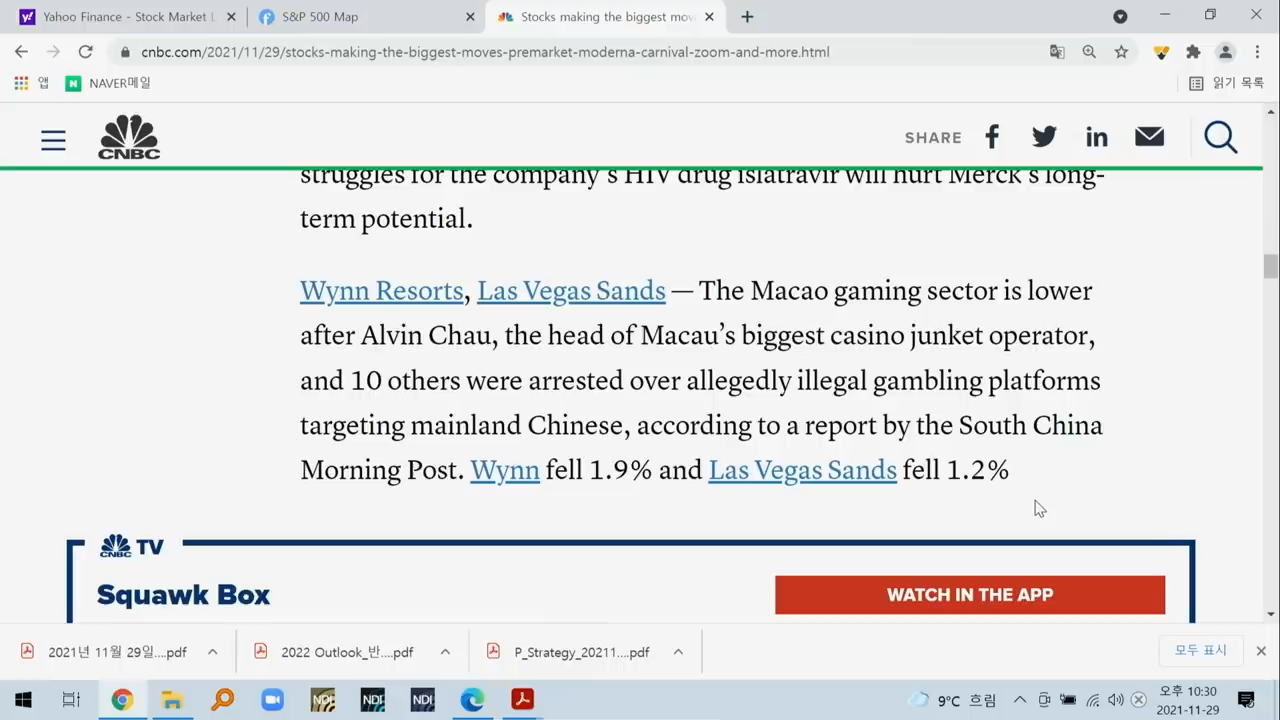 Yahoo Finance - Stock Market L
S&P 500 Map
Stocks making the biggest mov
cnbc.com/2021/11/29/stocks-making-the-biggest-moves-premarket-moderna-carnival-zoom-and-more.html
앱
NAVER메일
읽기 목록
CNBC
SHARE
struggles for the company's HIV drug islatravir will hurt Merck's long-
term potential.
Wynn Resorts, Las Vegas Sands — The Macao gaming sector is lower
after Alvin Chau, the head of Macau's biggest casino junket operator,
and 10 others were arrested over allegedly illegal gambling platforms
targeting mainland Chinese, according to a report by the South China
Morning Post. Wynn fell 1.9% and Las Vegas Sands fell 1.2%
CNBC TV
Squawk Box
WATCH IN THE APP
2021년 11월 29일....pdf
2022 Outlook_반....pdf
P_Strategy_20211....pdf
모두 표시
9°C 흐림
오후 10:30
2021-11-29